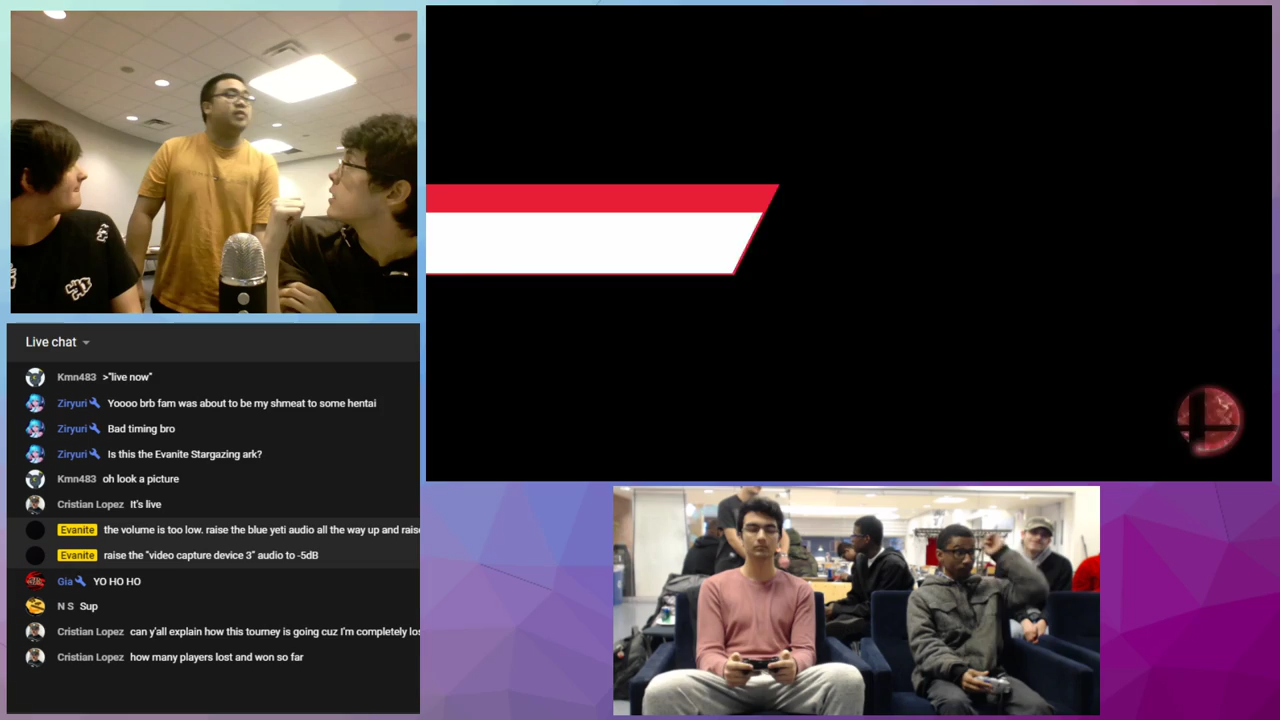 Live chat
Kmn483 >"live now"
Ziryuri Yoooo brb fam was about to be my shmeat to some hentai
Ziryuri Bad timing bro
Ziryuri Is this the Evanite Stargazing ark?
Kmn483 oh look a picture
Cristian Lopez It's live
Evanite the volume is too low. raise the blue yeti audio all the way up and raise
Evanite raise the "video capture device 3" audio to -5dB
Gia YO HO HO
N S Sup
Cristian Lopez can y'all explain how this tourney is going cuz I'm completely los
Cristian Lopez how many players lost and won so far